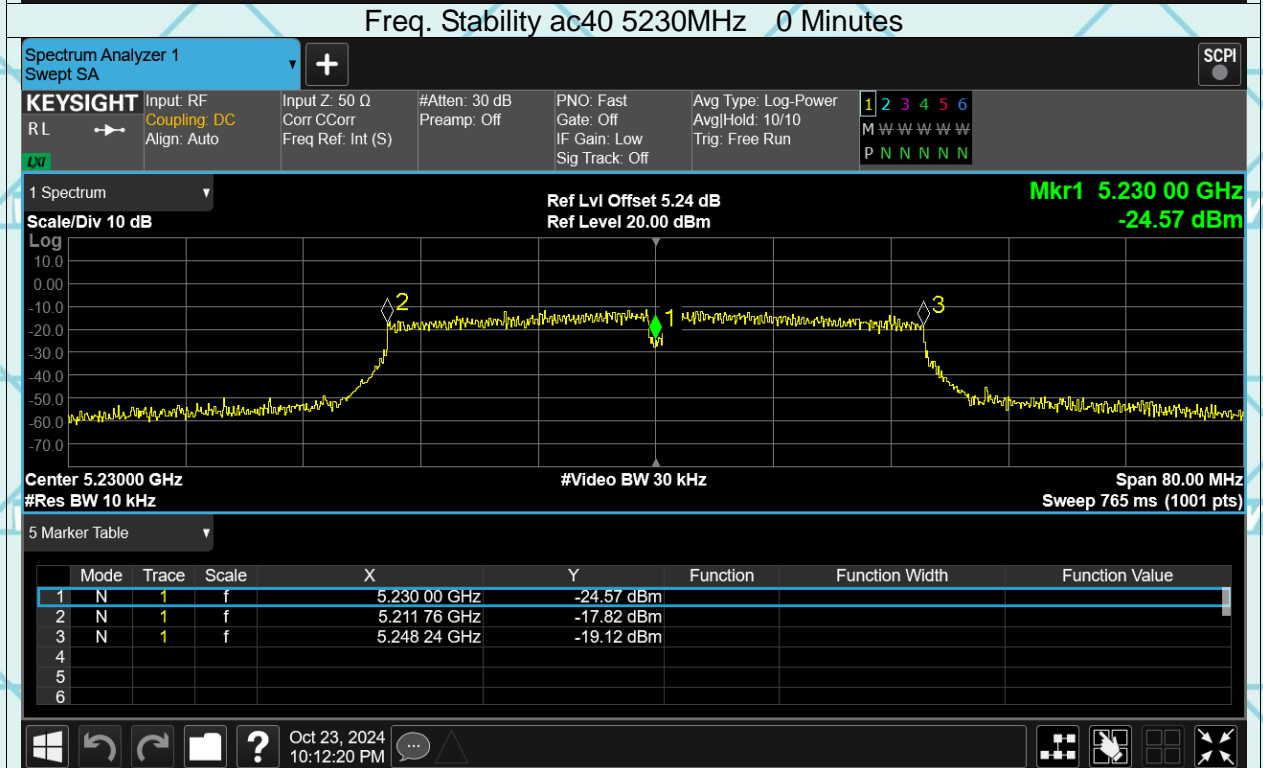 Freq. Stability ac40 5230MHz 0 Minutes
Spectrum Analyzer 1
Swept SA
+
SCPI
KEYSIGHT
RL
LXI
Input: RF
Coupling: DC
Align: Auto
Input Z: 50 Ω
Corr CCorr
Freq Ref: Int (S)
#Atten: 30 dB
Preamp: Off
PNO: Fast
Gate: Off
IF Gain: Low
Sig Track: Off
Avg Type: Log-Power
Avg|Hold: 10/10
Trig: Free Run
1 2 3 4 5 6
M W W W W W
P N N N N N
1 Spectrum
Scale/Div 10 dB
Ref Lvl Offset 5.24 dB
Ref Level 20.00 dBm
Mkr1 5.230 00 GHz
-24.57 dBm
Log
10.0
0.00
-10.0
-20.0
-30.0
-40.0
-50.0
-60.0
-70.0
2
1
3
Center 5.23000 GHz
#Video BW 30 kHz
Span 80.00 MHz
#Res BW 10 kHz
Sweep 765 ms (1001 pts)
5 Marker Table
Mode Trace Scale X Y Function Function Width Function Value
1 N 1 f 5.230 00 GHz -24.57 dBm
2 N 1 f 5.211 76 GHz -17.82 dBm
3 N 1 f 5.248 24 GHz -19.12 dBm
4
5
6
?
Oct 23, 2024
10:12:20 PM